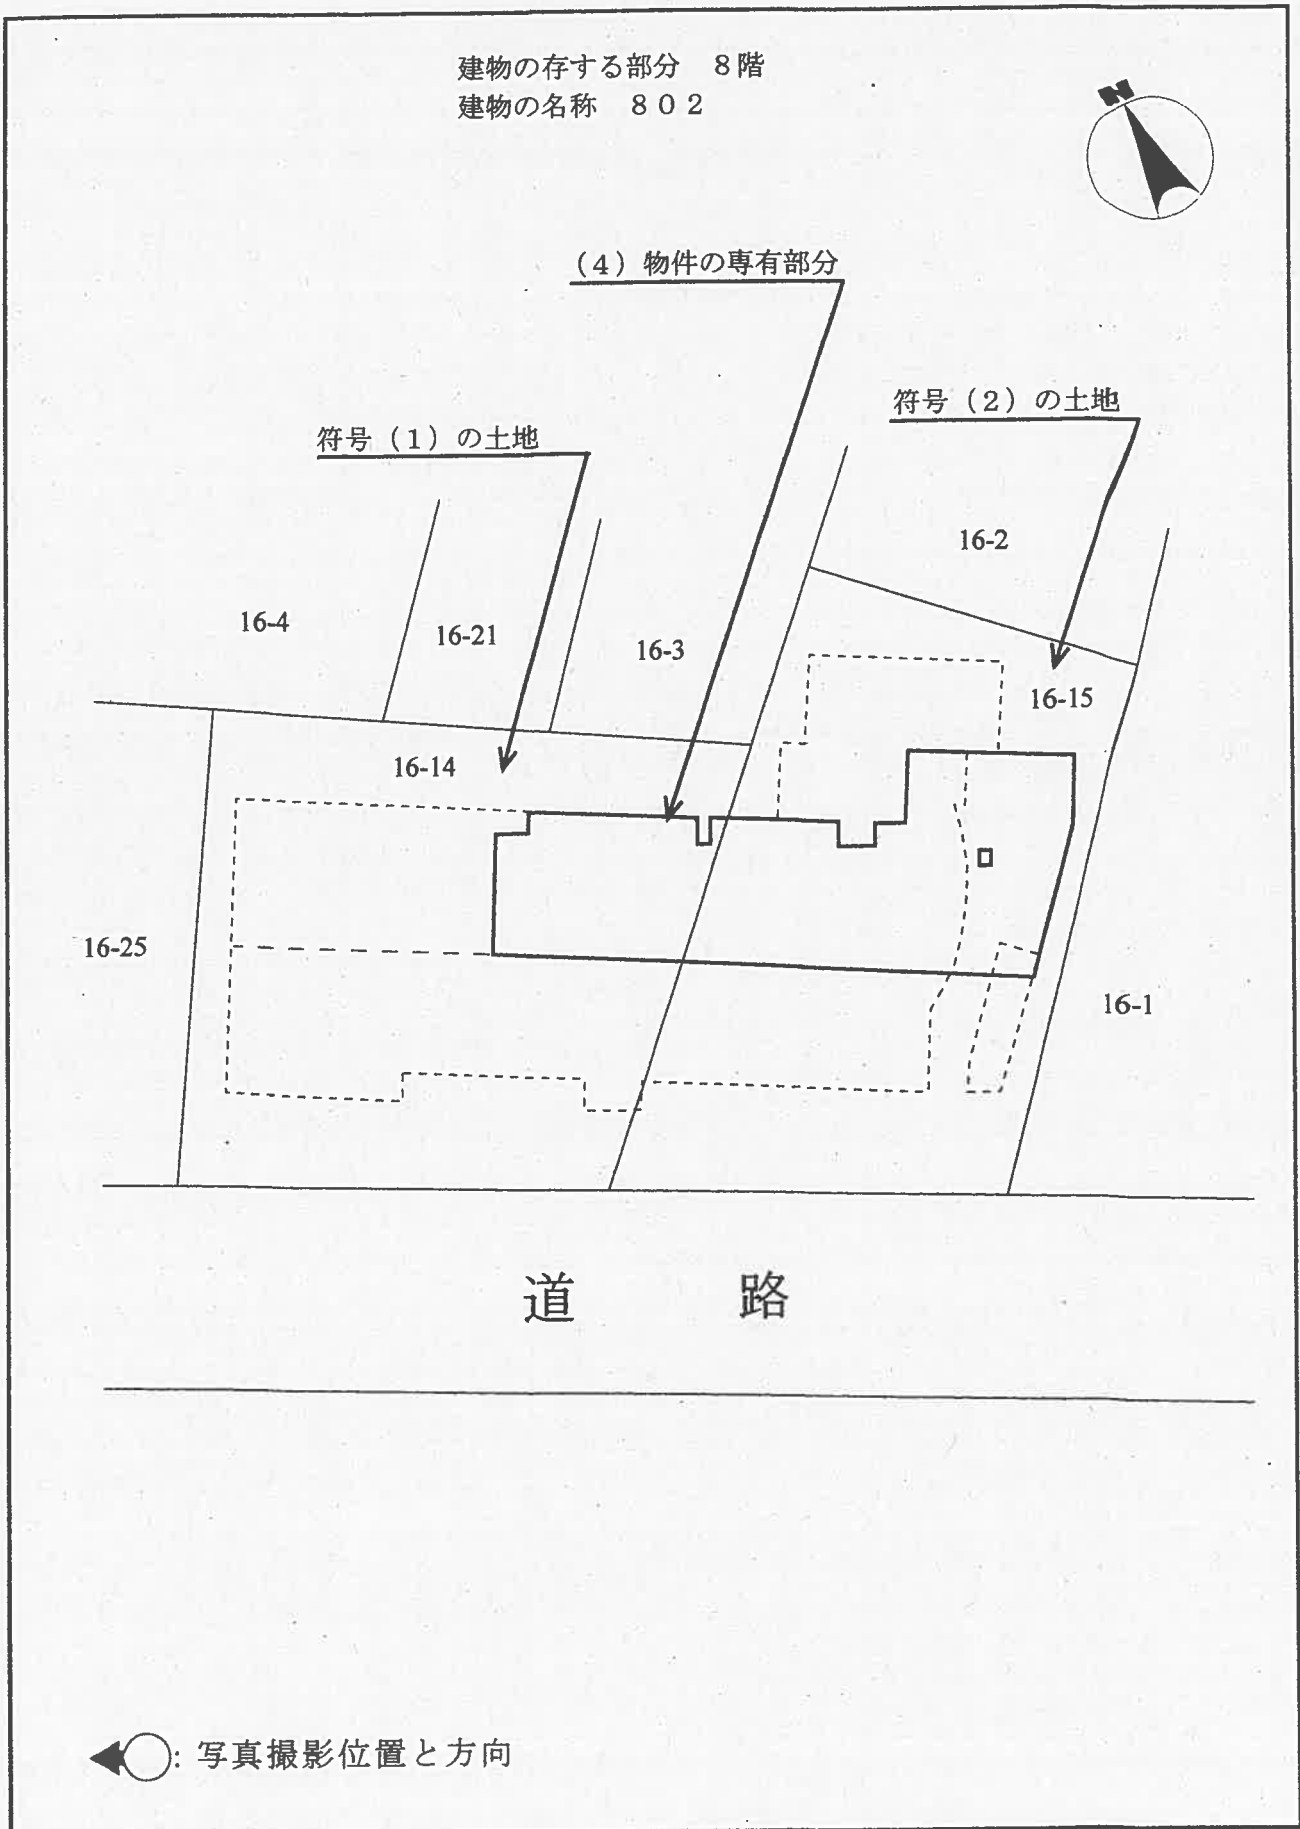 建物の存する部分　８階
建物の名称　８０２
N
（４）物件の専有部分
符号（２）の土地
符号（１）の土地
16-2
16-4
16-21
16-3
16-15
16-14
16-25
16-1
道　路
: 写真撮影位置と方向